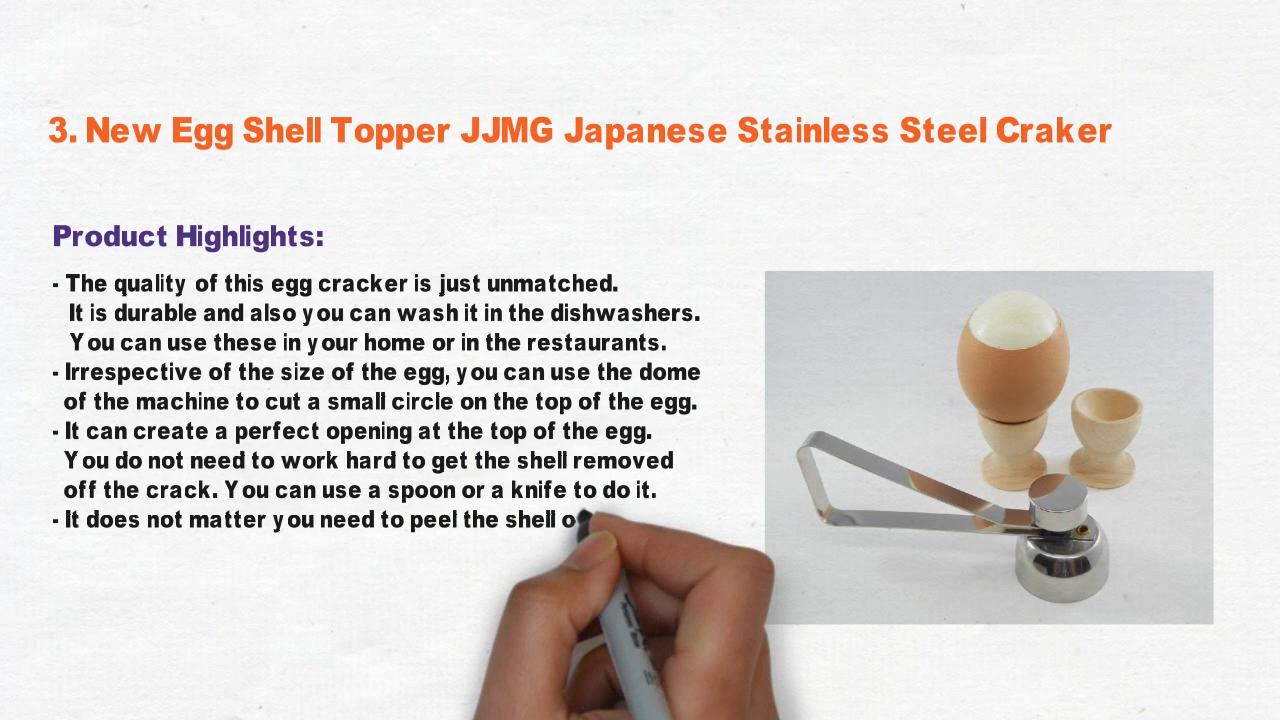 3. New Egg Shell Topper JJMG Japanese Stainless Steel Craker
Product Highlights:
- The quality of this egg cracker is just unmatched.
It is durable and also you can wash it in the dishwashers.
You can use these in your home or in the restaurants.
- Irrespective of the size of the egg, you can use the dome
of the machine to cut a small circle on the top of the egg.
- It can create a perfect opening at the top of the egg.
You do not need to work hard to get the shell removed
off the crack. You can use a spoon or a knife to do it.
- It does not matter you need to peel the shell o